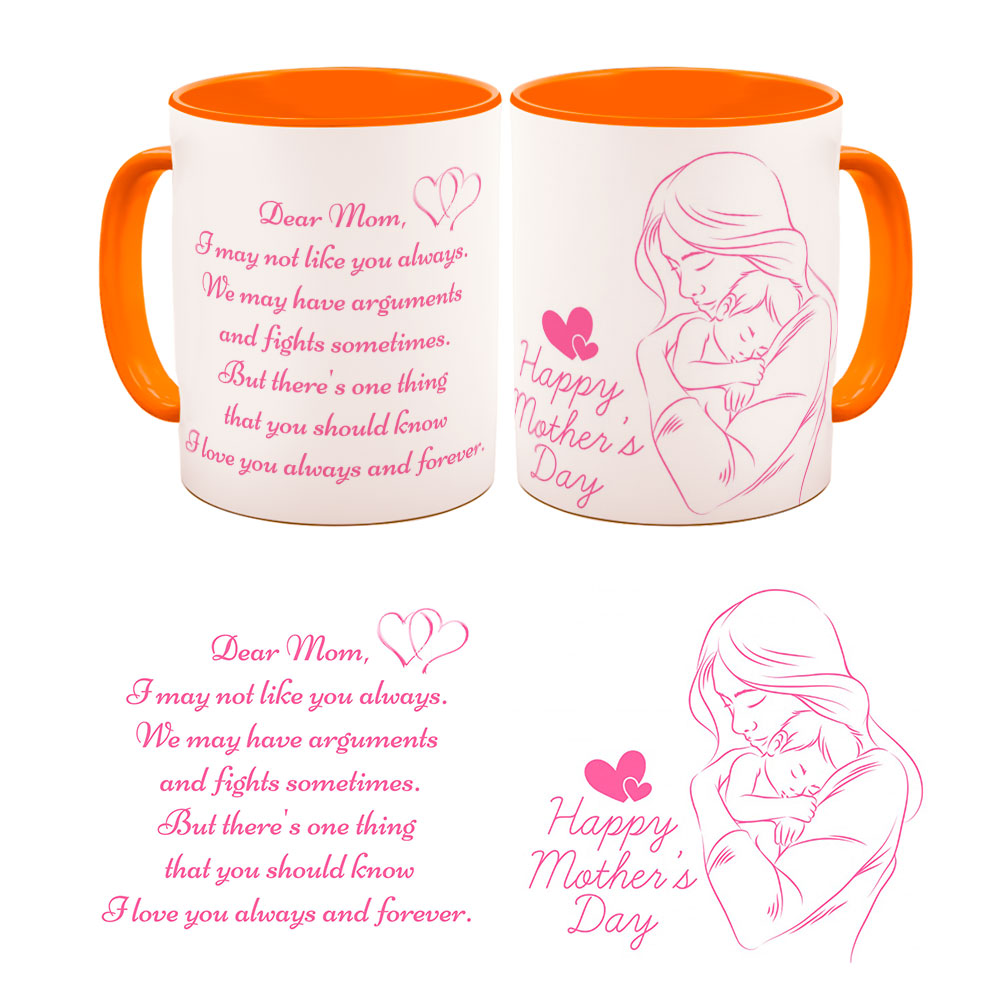 Dear Mom,
I may not like you always.
We may have arguments
and fights sometimes.
But there's one thing
that you should know
I love you always and forever.
Happy
Mother's
Day
Dear Mom,
I may not like you always.
We may have arguments
and fights sometimes.
But there's one thing
that you should know
I love you always and forever.
Happy
Mother's
Day